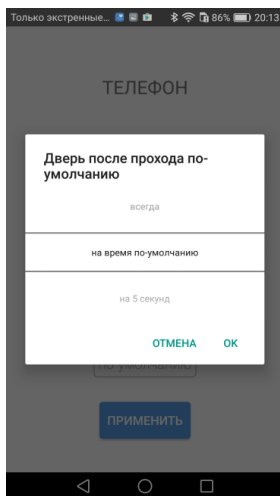 Только экстренные... 86% 20:13
ТЕЛЕФОН
Дверь после прохода по-
умолчанию
всегда
на время по-умолчанию
на 5 секунд
ОТМЕНА OK
по умолчанию
ПРИМЕНИТЬ